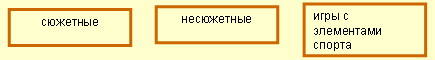 сюжетные
несюжетные
игры с
элементами
спорта